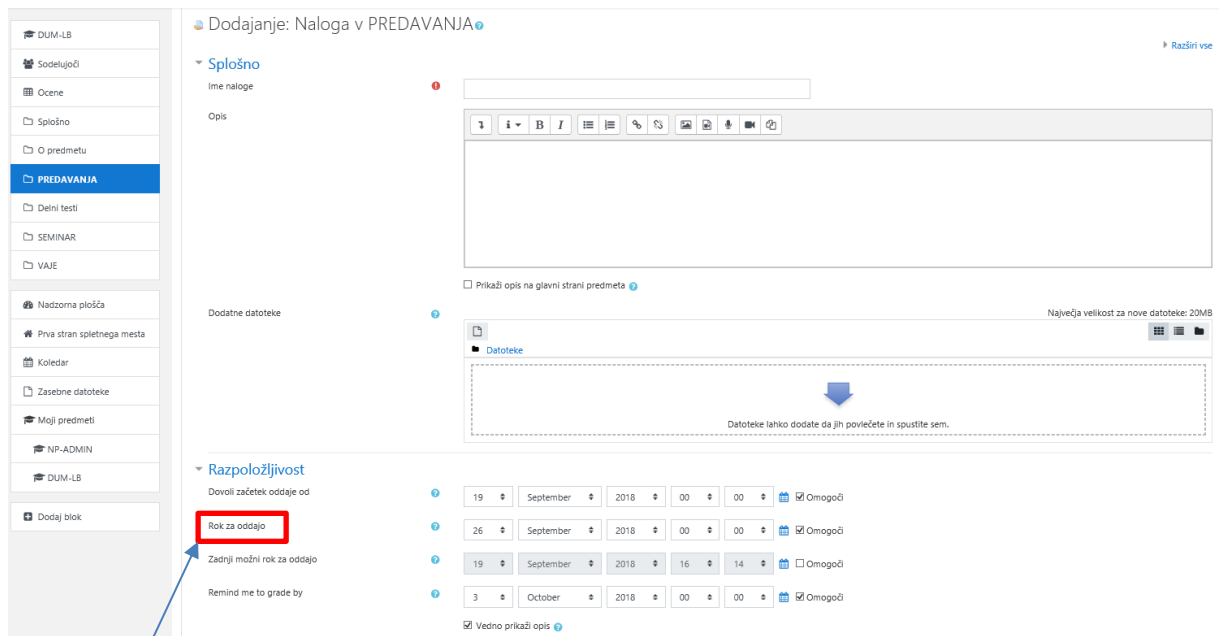 Dodajanje: Naloga v PREDAVANJA
Razširi vse
DUM-LB
Sodelujoči
Ocene
Splošno
O predmetu
PREDAVANJA
Delni testi
SEMINAR
VAJE
Nadzorna plošča
Prva stran spletnega mesta
Koledar
Zasebne datoteke
Moji predmeti
NP-ADMIN
DUM-LB
Dodaj blok
Splošno
Ime naloge
Opis
i B I
Prikaži opis na glavni strani predmeta
Dodatne datoteke
Največja velikost za nove datoteke: 20MB
Datoteke
Datoteke lahko dodate da jih povlečete in spustite sem.
Razpoložljivost
Dovoli začetek oddaje od 19 September 2018 00 00 Omogoči
Rok za oddajo 26 September 2018 00 00 Omogoči
Zadnji možni rok za oddajo 19 September 2018 16 14 Omogoči
Remind me to grade by 3 October 2018 00 00 Omogoči
Vedno prikaži opis